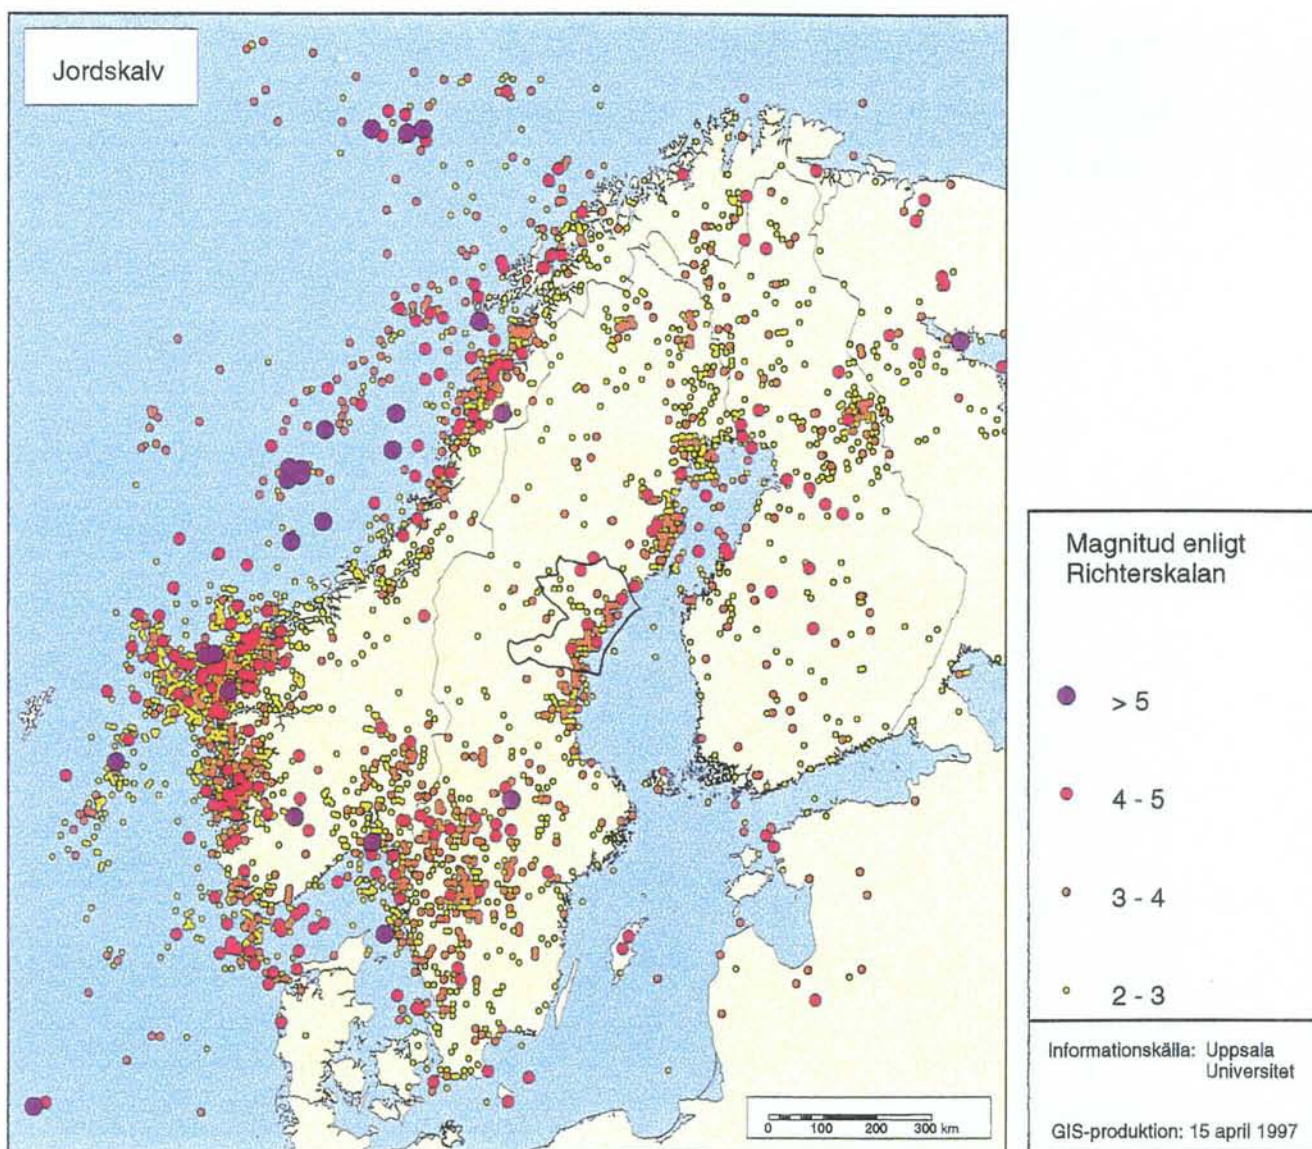 Jordskalv
Magnitud enligt
Richterskalan
> 5
4 - 5
3 - 4
2 - 3
Informationskälla: Uppsala
Universitet
GIS-produktion: 15 april 1997
0 100 200 300 km